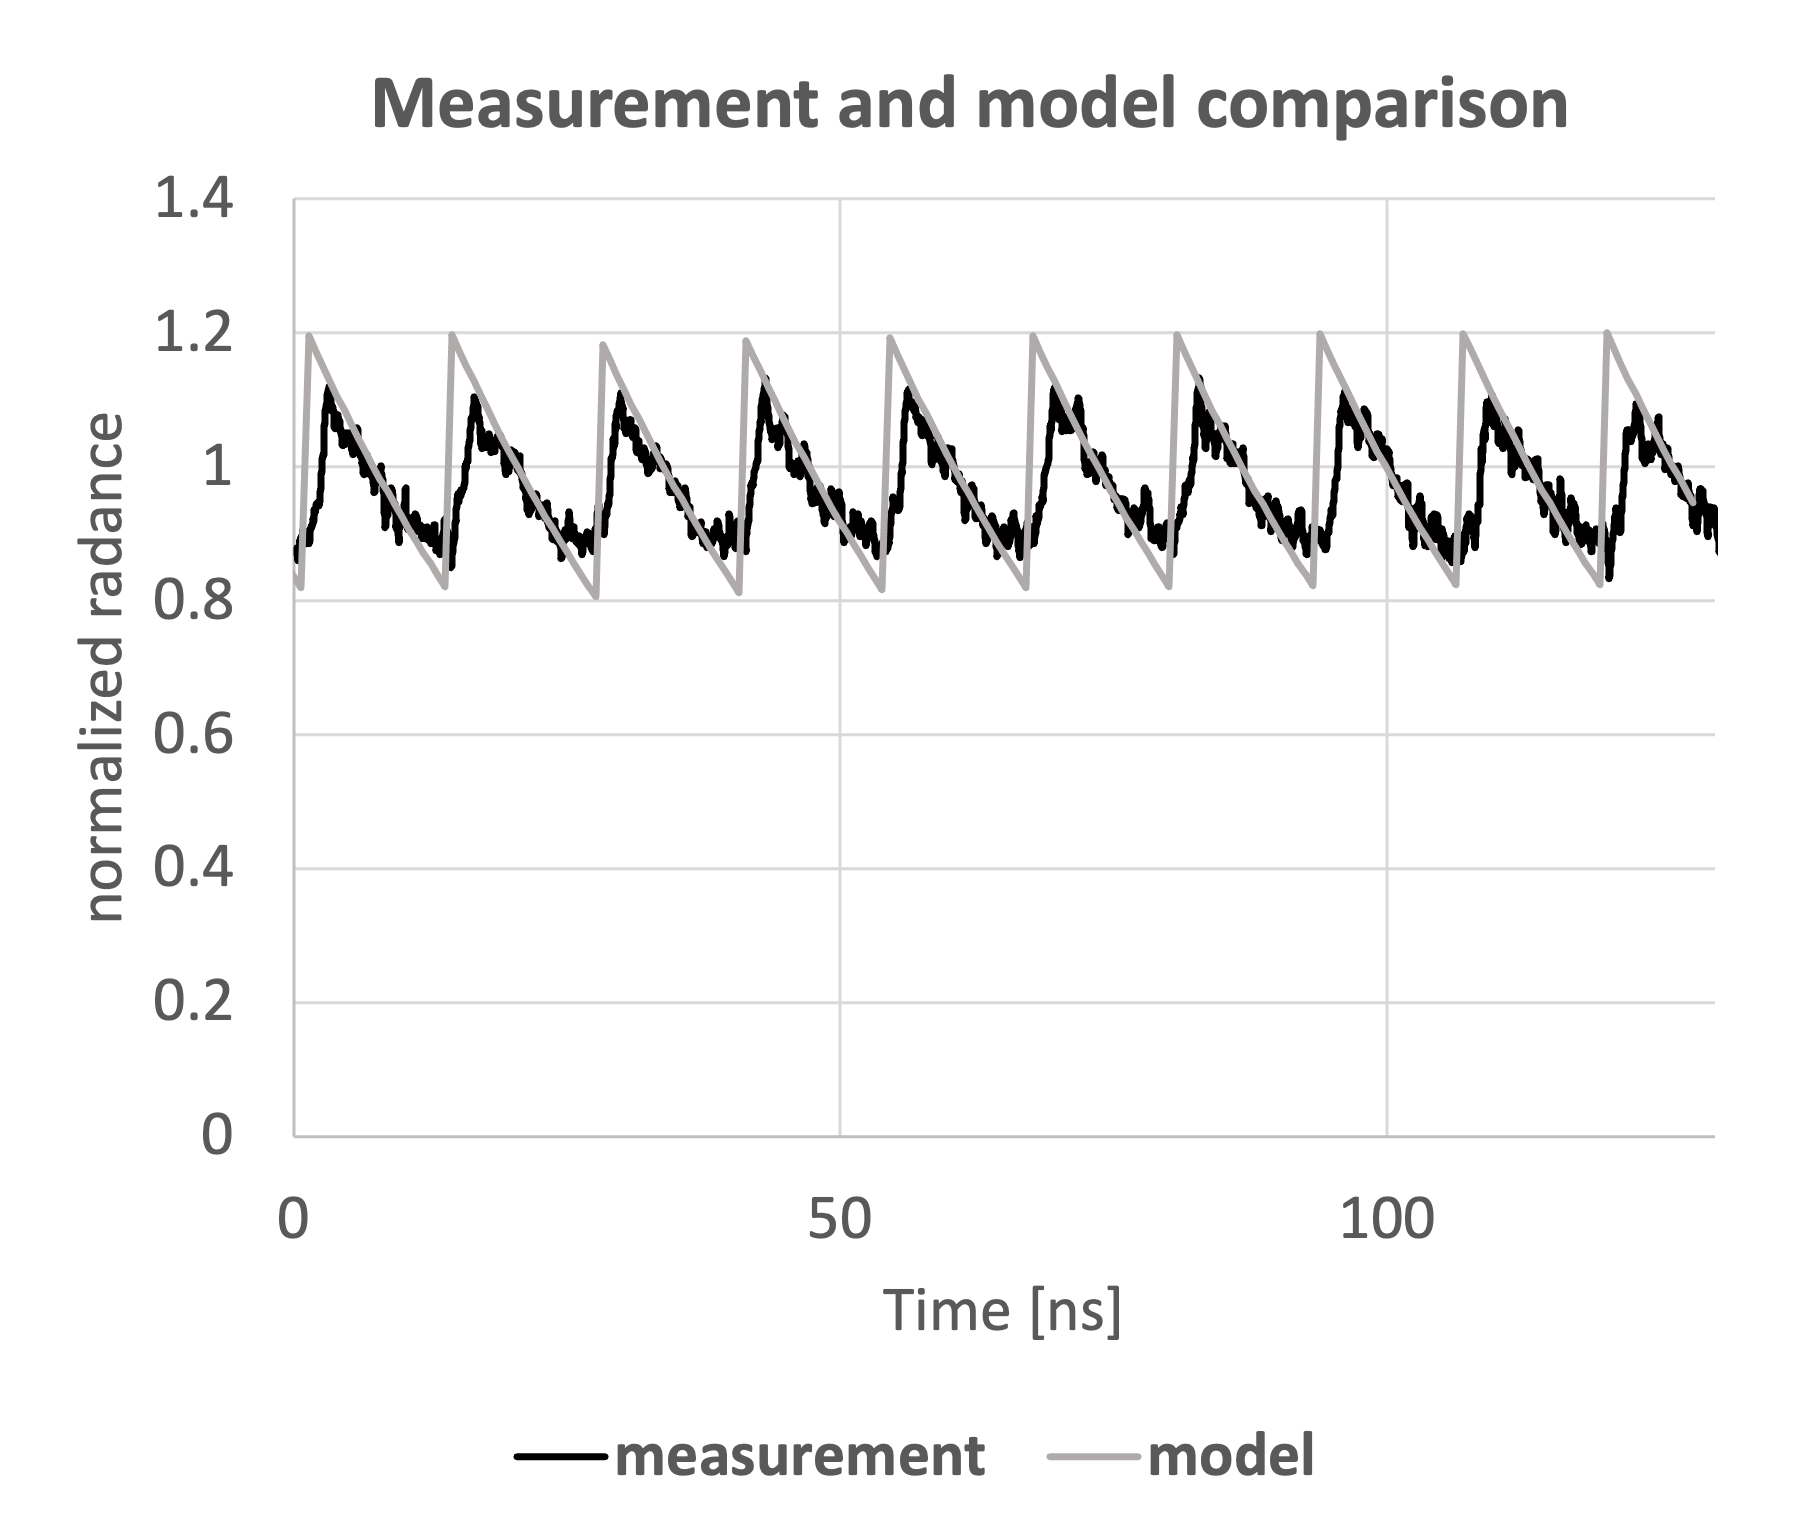 Measurement and model comparison
1.4
1.2
1
0.8
0.6
0.4
0.2
0
normalized radance
0 50 100
Time [ns]
measurement model